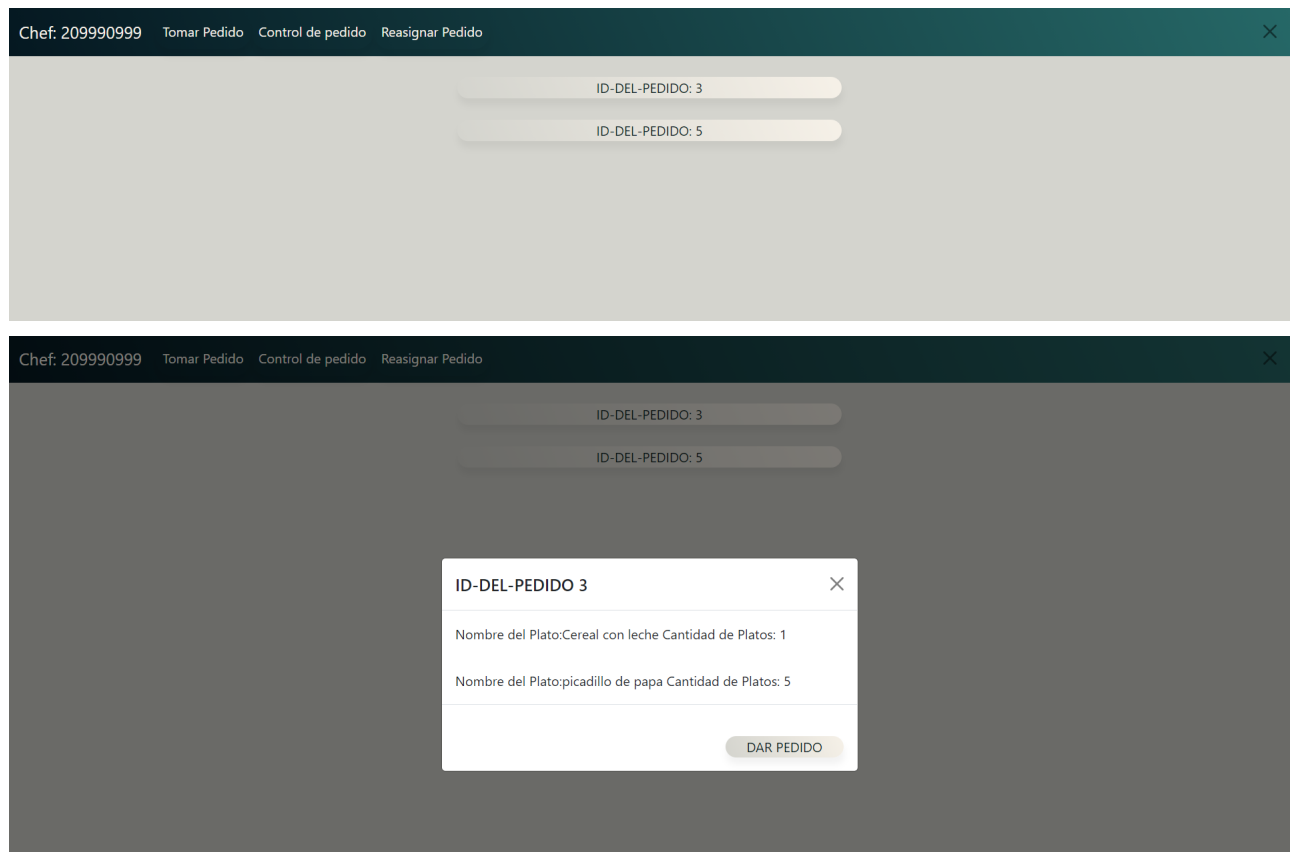 Chef: 209990999 Tomar Pedido Control de pedido Reasignar Pedido
ID-DEL-PEDIDO: 3
ID-DEL-PEDIDO: 5
Chef: 209990999 Tomar Pedido Control de pedido Reasignar Pedido
ID-DEL-PEDIDO: 3
ID-DEL-PEDIDO: 5
ID-DEL-PEDIDO 3
Nombre del Plato:Cereal con leche Cantidad de Platos: 1
Nombre del Plato:picadillo de papa Cantidad de Platos: 5
DAR PEDIDO